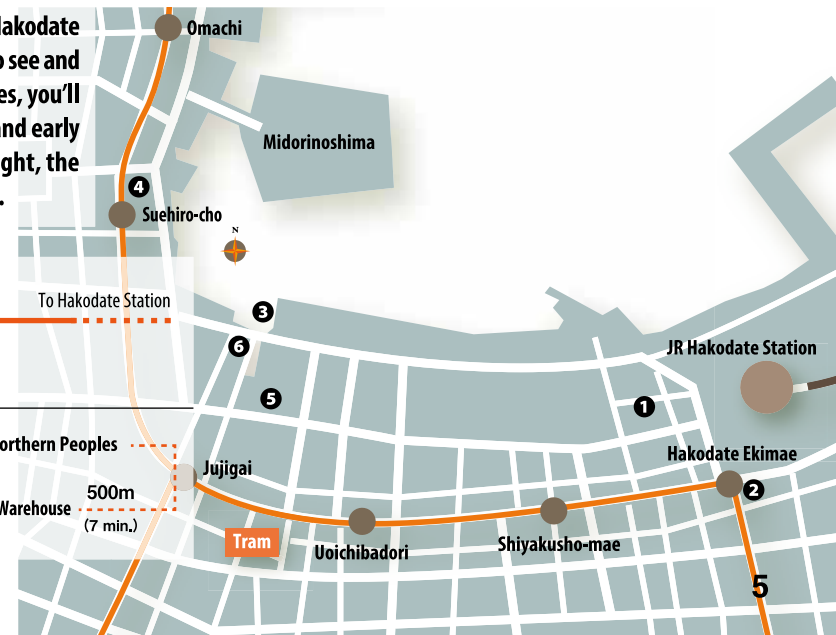 Hakodate
see and
es, you'll
and early
ght, the
.
Omachi
Midorinoshima
4
Suehiro-cho
N
To Hakodate Station
3
6
5
JR Hakodate Station
1
orthern Peoples
Jujigai
Hakodate Ekimae
500m
Warehouse
(7 min.)
2
Tram
Uoichibadori
Shiyakusho-mae
5